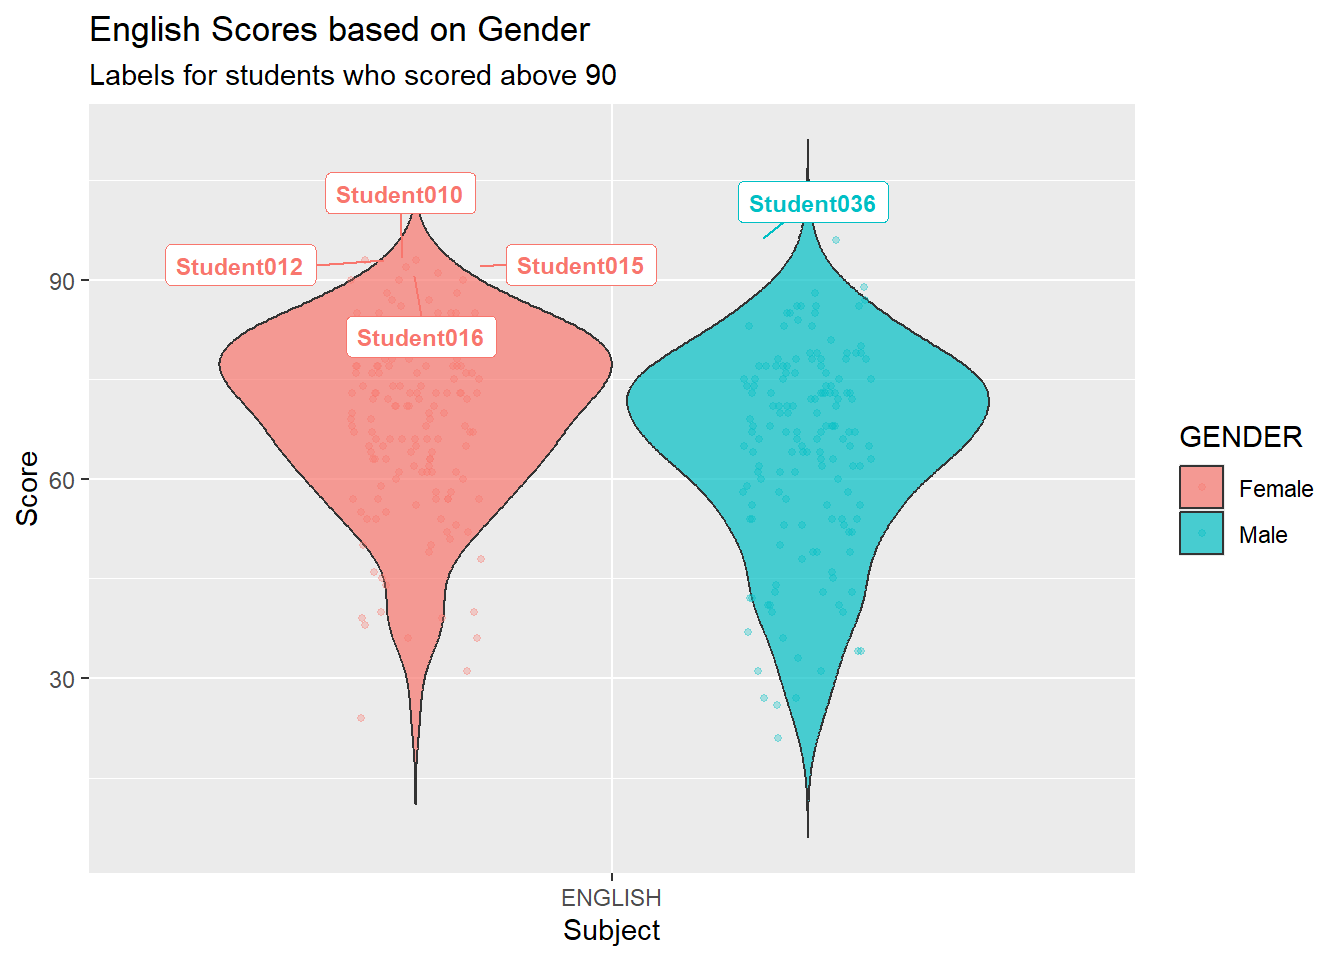 English Scores based on Gender
Labels for students who scored above 90
Student010
Student036
Student012
Student015
Student016
90
60
30
Score
ENGLISH
Subject
GENDER
Female
Male